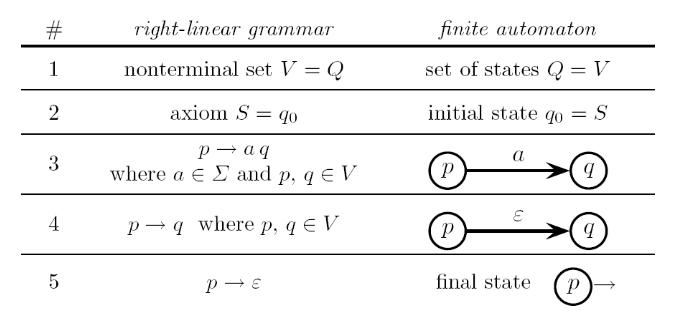 # right-linear grammar finite automaton
1 nonterminal set V = Q set of states Q = V
2 axiom S = q₀ initial state q₀ = S
3 p → a q
where a ∈ Σ and p, q ∈ V
p a q
4 p → q where p, q ∈ V p ε q
5 p → ε final state p →